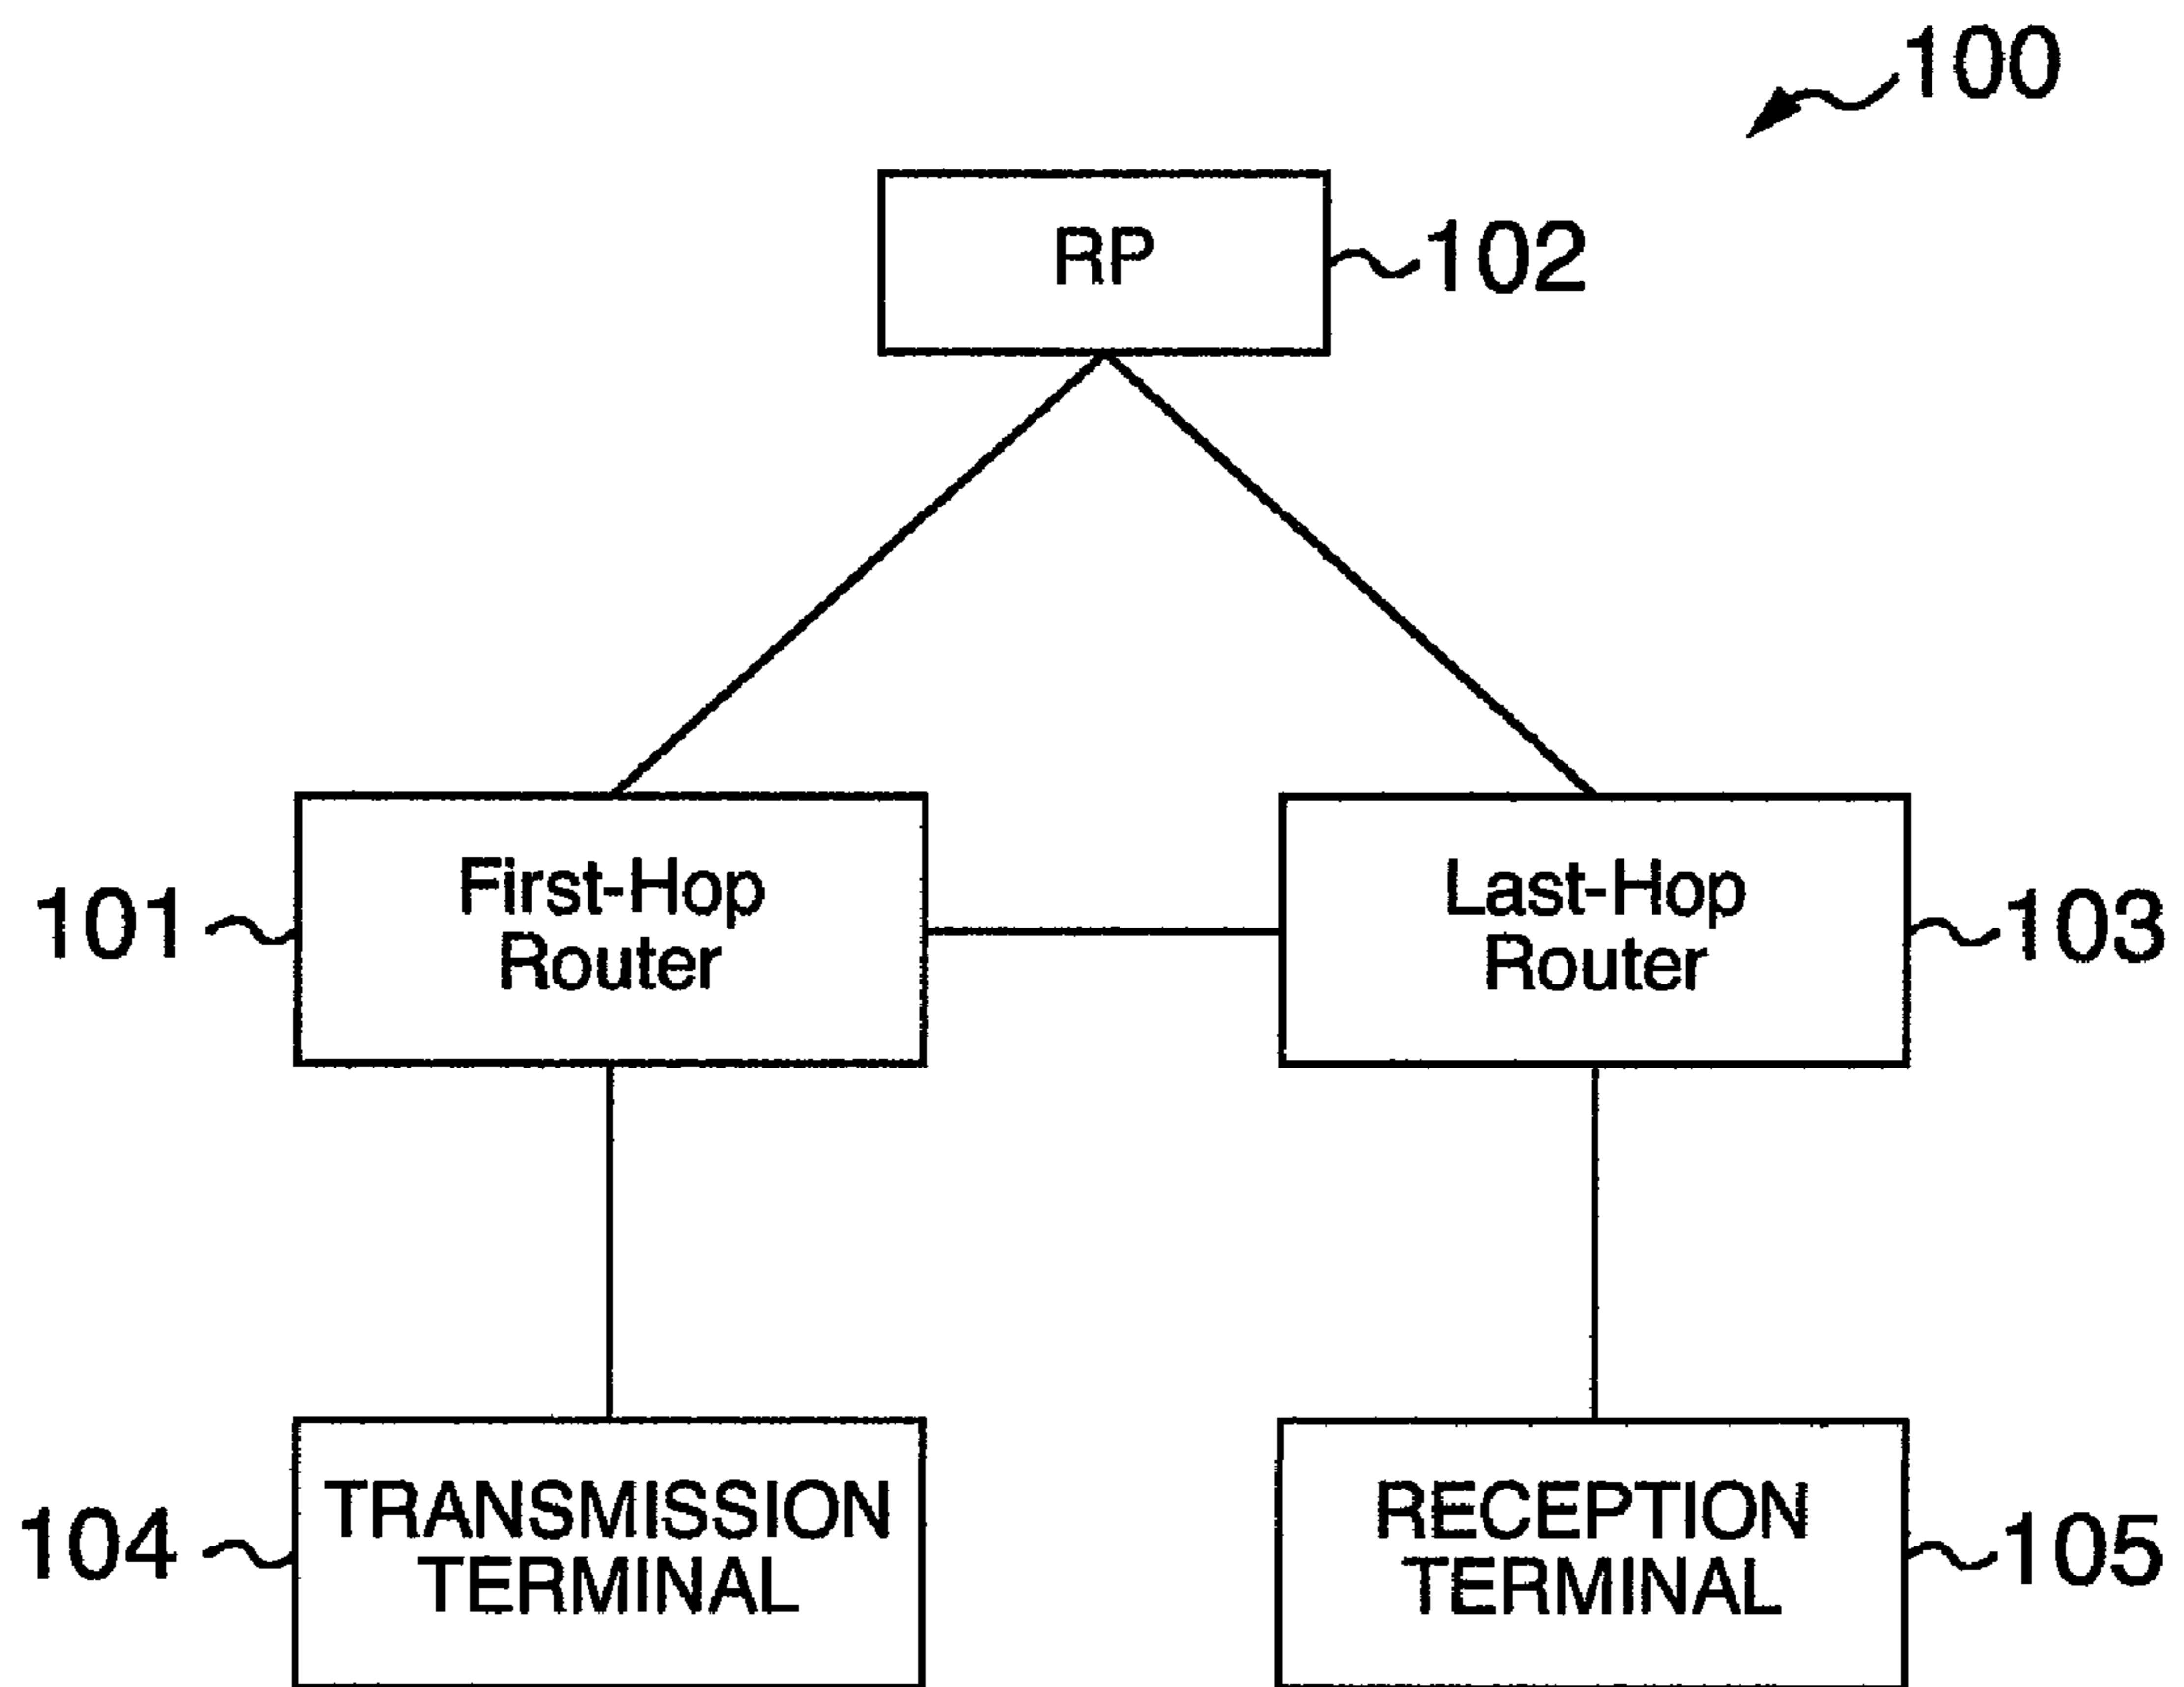 100
RP
102
First-Hop
Router
101
Last-Hop
Router
103
TRANSMISSION
TERMINAL
104
RECEPTION
TERMINAL
105